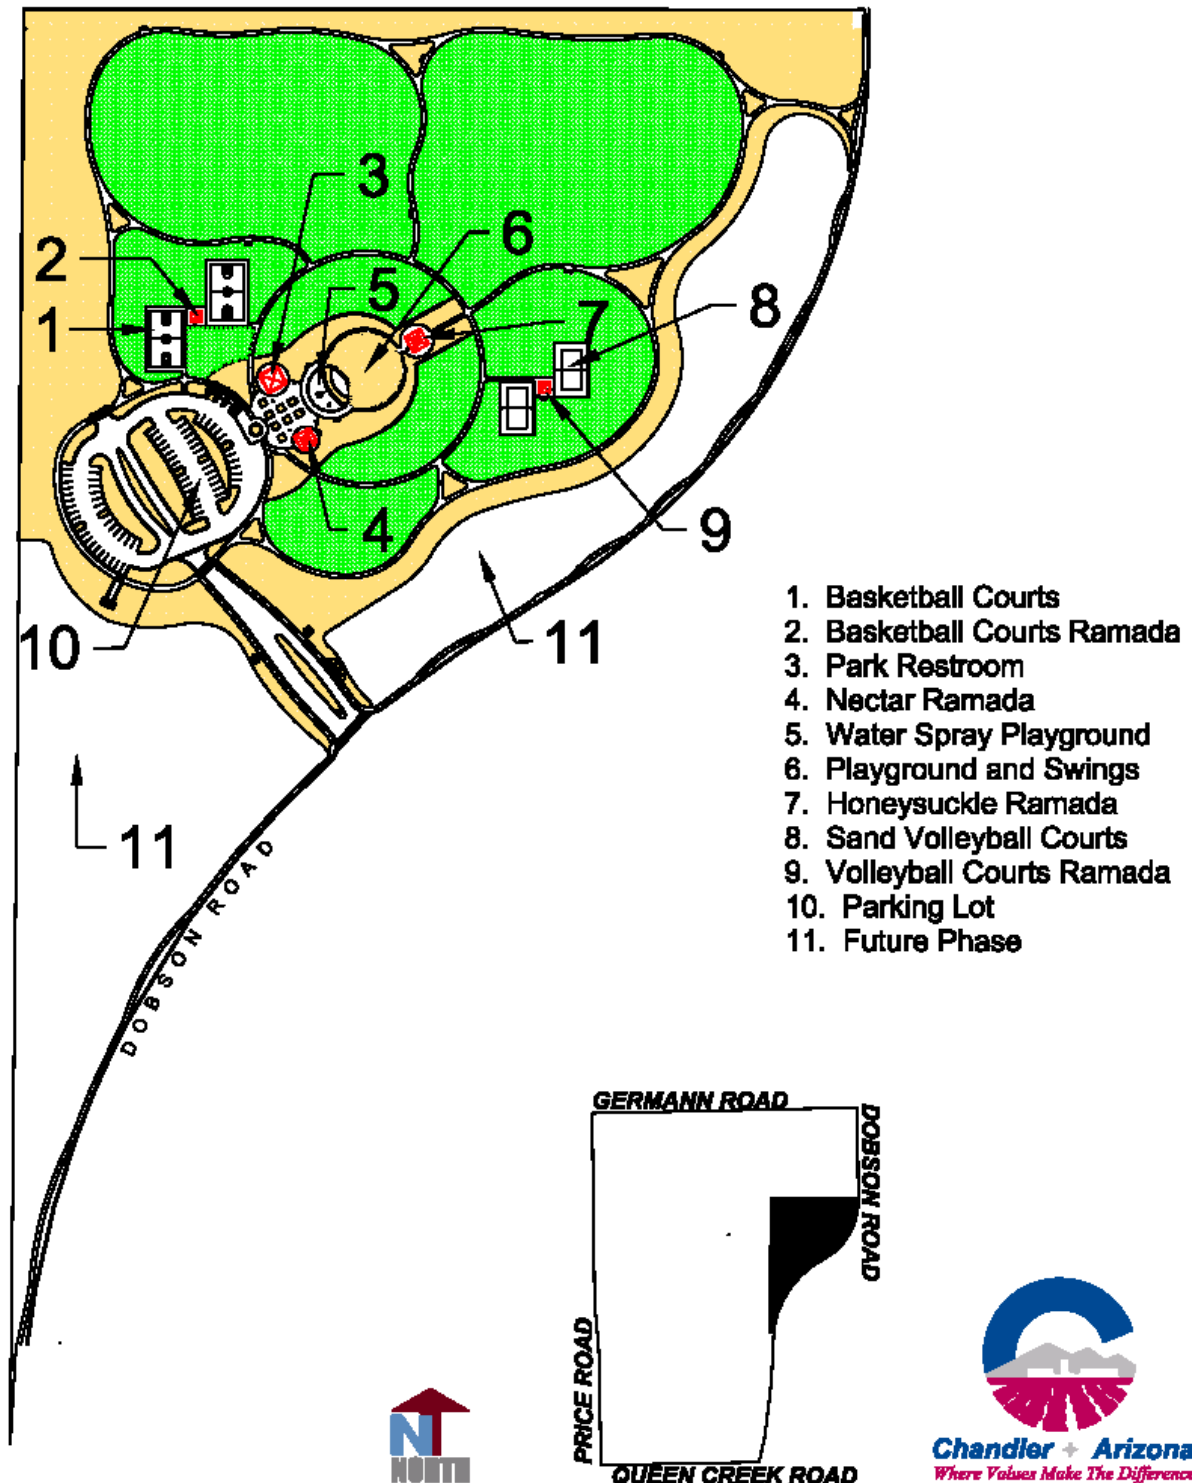 3
6
2
5
1
7
8
4
9
10
11
11
1. Basketball Courts
2. Basketball Courts Ramada
3. Park Restroom
4. Nectar Ramada
5. Water Spray Playground
6. Playground and Swings
7. Honeysuckle Ramada
8. Sand Volleyball Courts
9. Volleyball Courts Ramada
10. Parking Lot
11. Future Phase
DOBSON ROAD
GERMANN ROAD
DOBSON ROAD
PRICE ROAD
QUEEN CREEK ROAD
N
NORTH
Chandler + Arizona
Where Values Make The Difference